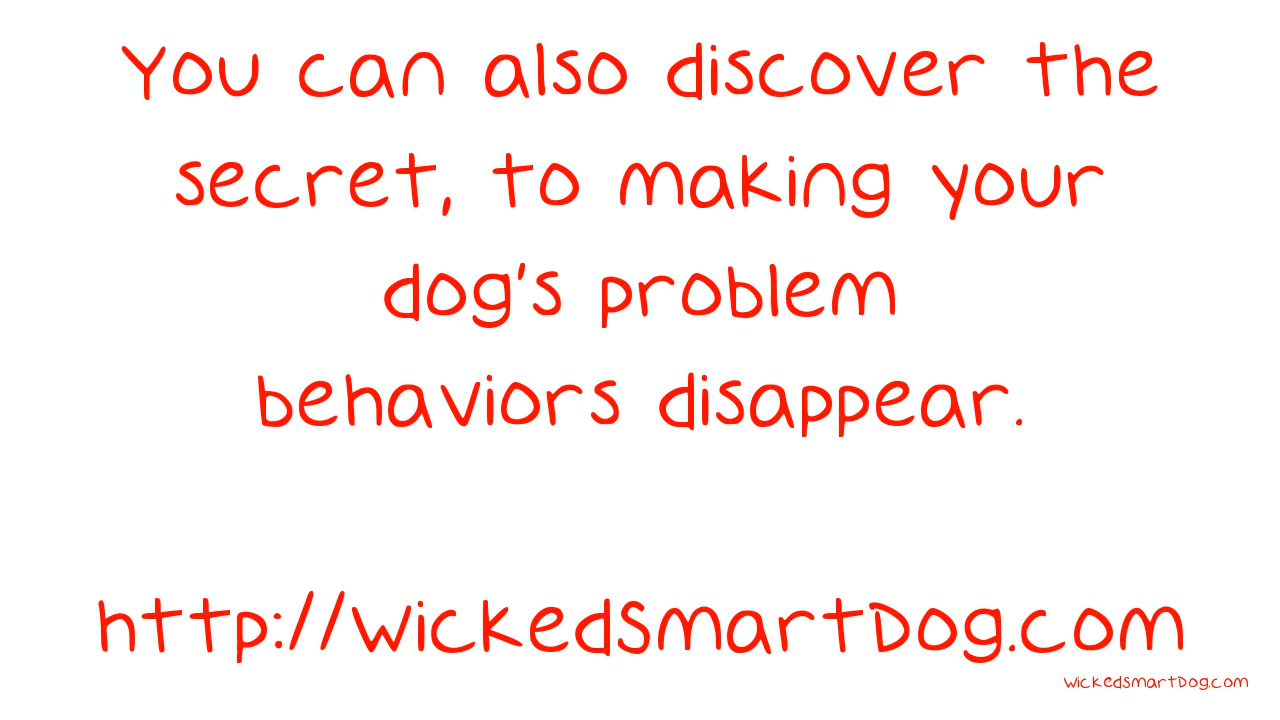 You can also discover the
secret, to making your
dog's problem
behaviors disappear.
http://WickedSmartDog.com
WickedSmartDog.com